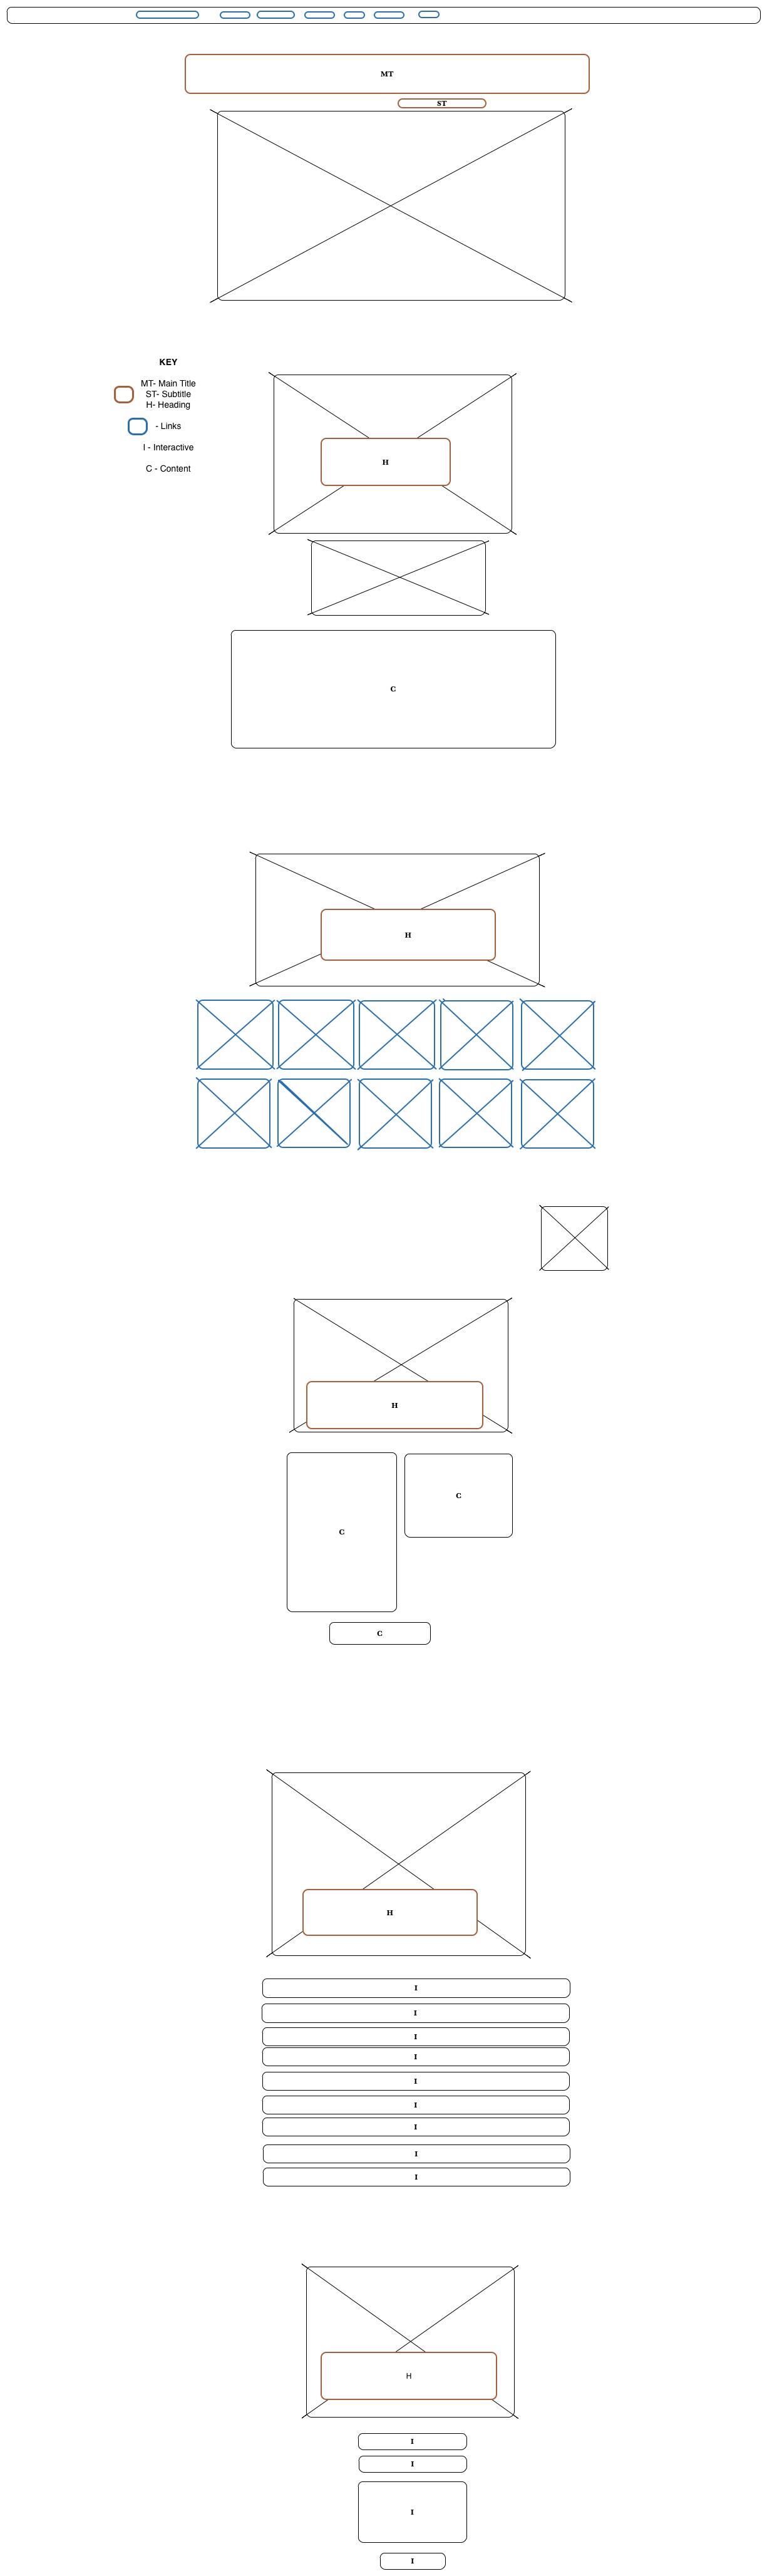 MT
ST
KEY
MT- Main Title
ST- Subtitle
H- Heading
- Links
I - Interactive
C - Content
H
C
H
H
C
C
C
H
I
I
I
I
I
I
I
I
I
H
I
I
I
I